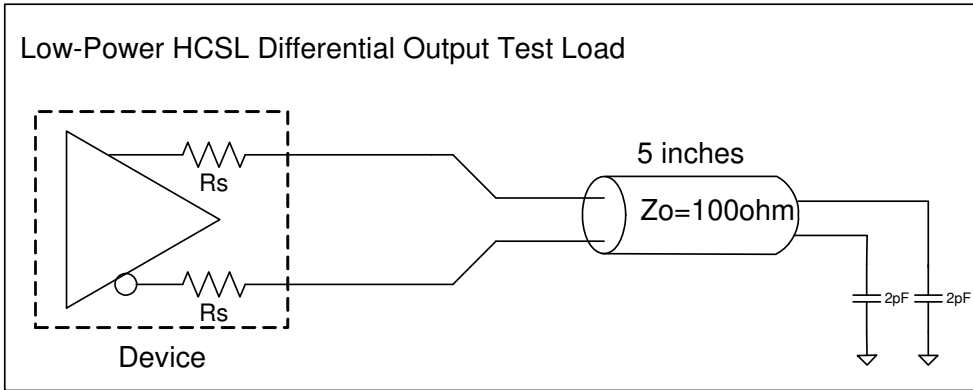 Low-Power HCSL Differential Output Test Load
5 inches
Rs
Zo=100ohm
2pF 2pF
Rs
Device